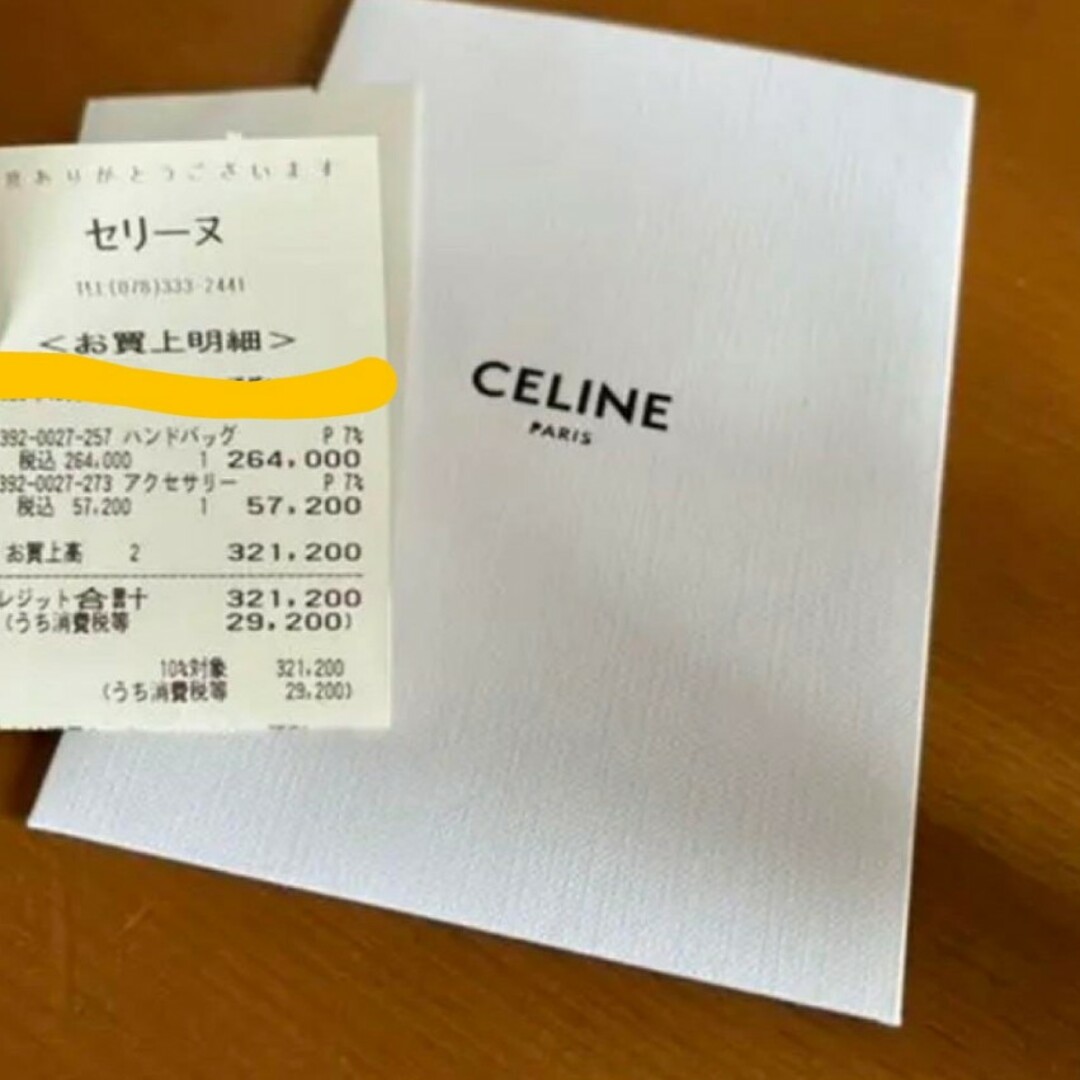 ありがとうございます
セリーヌ
TEL(078)333-2441
<お買上明細>
392-0027-257 ハンドバッグ P 7%
税込 264,000 1 264,000
392-0027-273 アクセサリー P 7%
税込 57,200 1 57,200
お買上高 2 321,200
レジット合計 321,200
(うち消費税等 29,200)
10%対象 321,200
(うち消費税等 29,200)
CELINE
PARIS